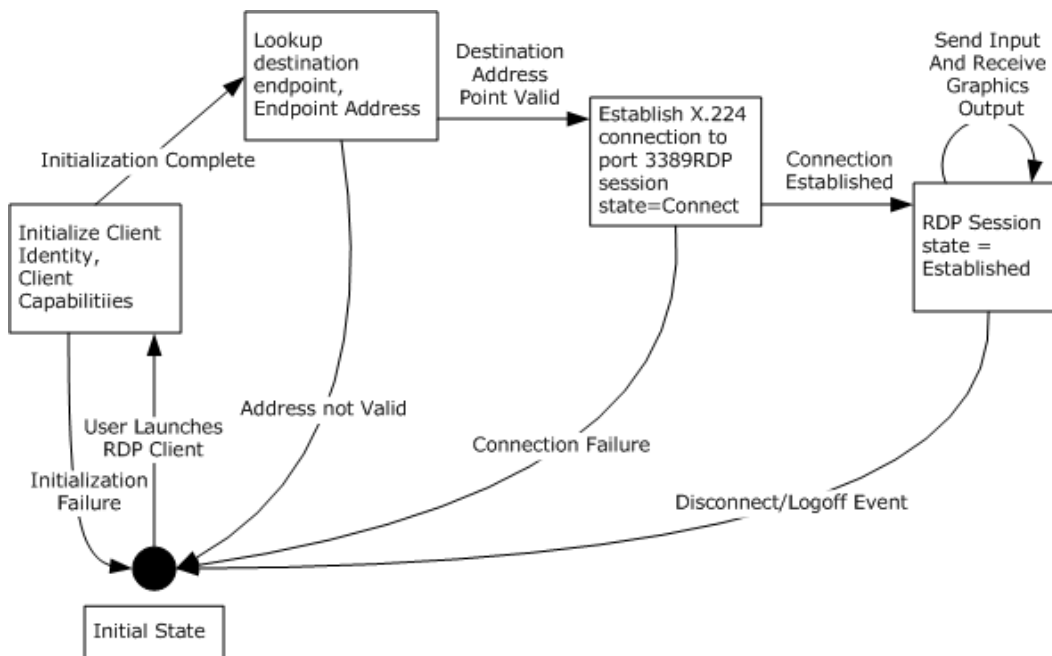 Lookup
destination
endpoint,
Endpoint Address
Destination
Address
Point Valid
Send Input
And Receive
Graphics
Output
Establish X.224
connection to
port 3389RDP
session
state=Connect
Connection
Established
Initialization Complete
Initialize Client
Identity,
Client
Capabilitiies
RDP Session
state =
Established
Address not Valid
User Launches
RDP Client
Connection Failure
Initialization
Failure
Disconnect/Logoff Event
Initial State